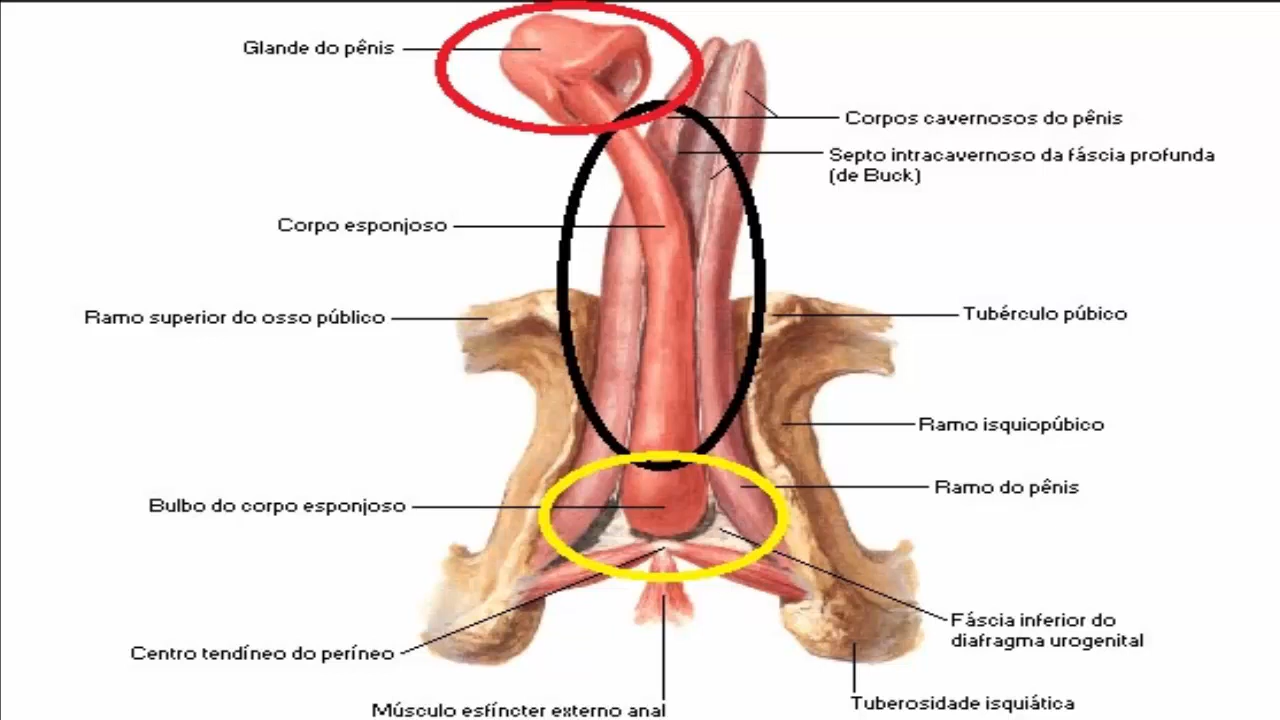 Glande do pênis
Corpos cavernosos do pênis
Septo intracavernoso da fáscia profunda
(de Buck)
Corpo esponjoso
Ramo superior do osso público
Tubérculo púbico
Ramo isquiopúbico
Ramo do pênis
Bulbo do corpo esponjoso
Fáscia inferior do
diafragma urogenital
Centro tendíneo do períneo
Tuberosidade isquiática
Músculo esfíncter externo anal